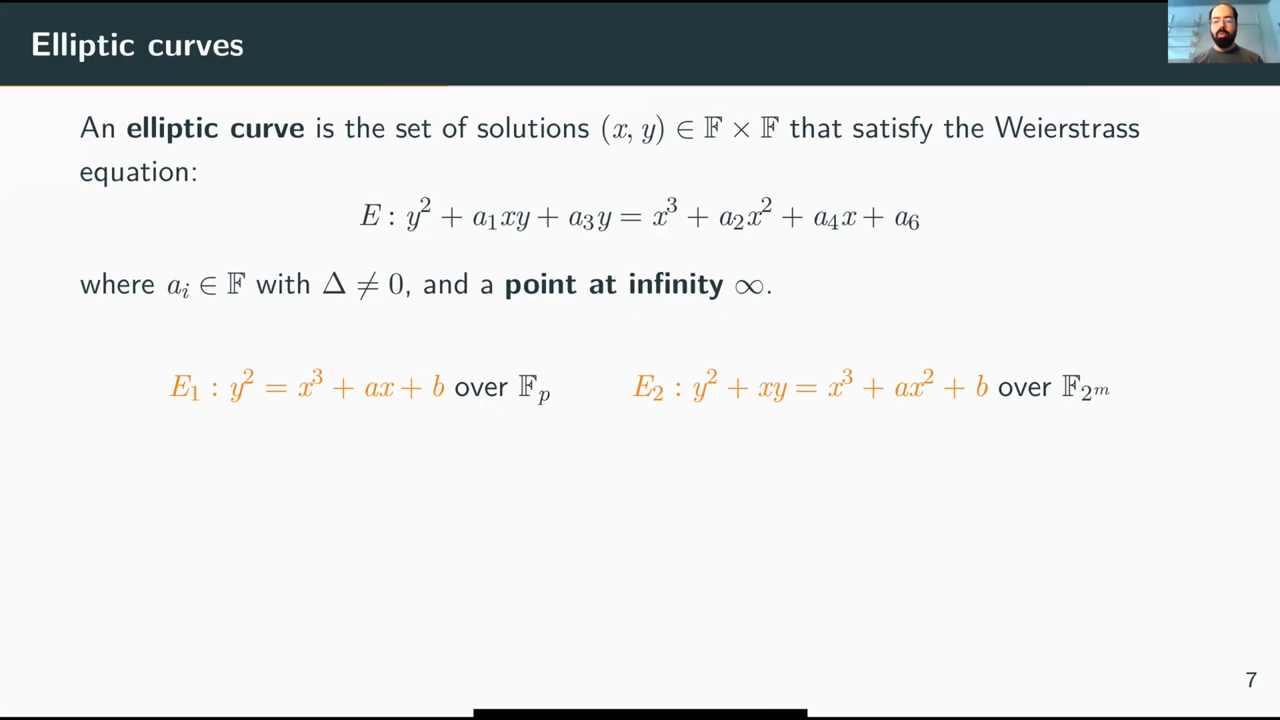 Elliptic curves
An elliptic curve is the set of solutions (x, y) ∈ 𝔽 × 𝔽 that satisfy the Weierstrass
equation:
E : y² + a₁xy + a₃y = x³ + a₂x² + a₄x + a₆
where aᵢ ∈ 𝔽 with Δ ≠ 0, and a point at infinity ∞.
E₁ : y² = x³ + ax + b over 𝔽ₚ E₂ : y² + xy = x³ + ax² + b over 𝔽_{2^m}
7